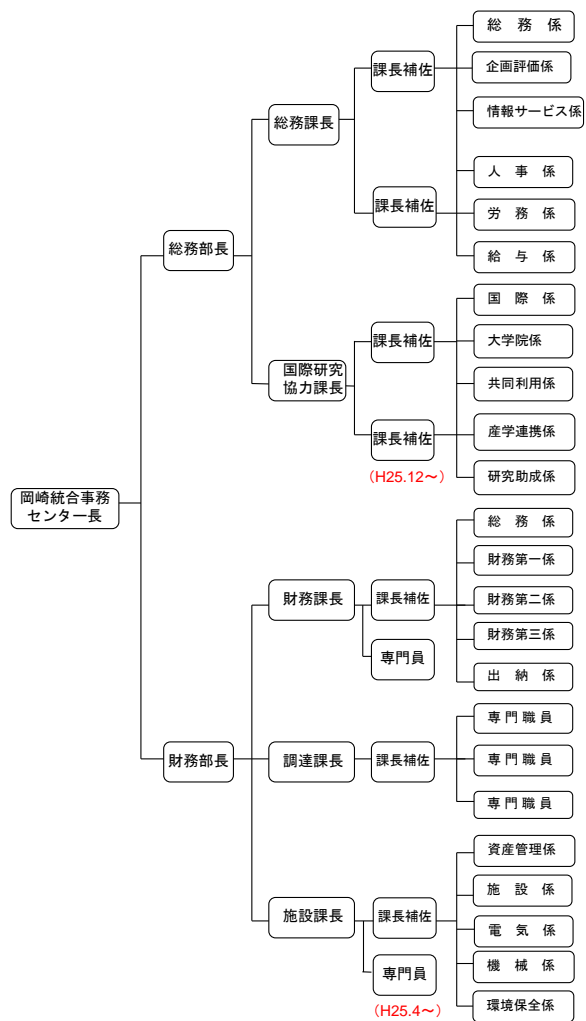 岡崎統合事務
センター長
総務部長
総務課長
課長補佐
課長補佐
総 務 係
企画評価係
情報サービス係
人 事 係
労 務 係
給 与 係
国際研究
協力課長
課長補佐
課長補佐
(H25.12～)
国 際 係
大学院係
共同利用係
産学連携係
研究助成係
財務部長
財務課長
課長補佐
専門員
総 務 係
財務第一係
財務第二係
財務第三係
出 納 係
調達課長
課長補佐
専 門 職 員
専 門 職 員
専 門 職 員
施設課長
課長補佐
専門員
(H25.4～)
資産管理係
施 設 係
電 気 係
機 械 係
環境保全係